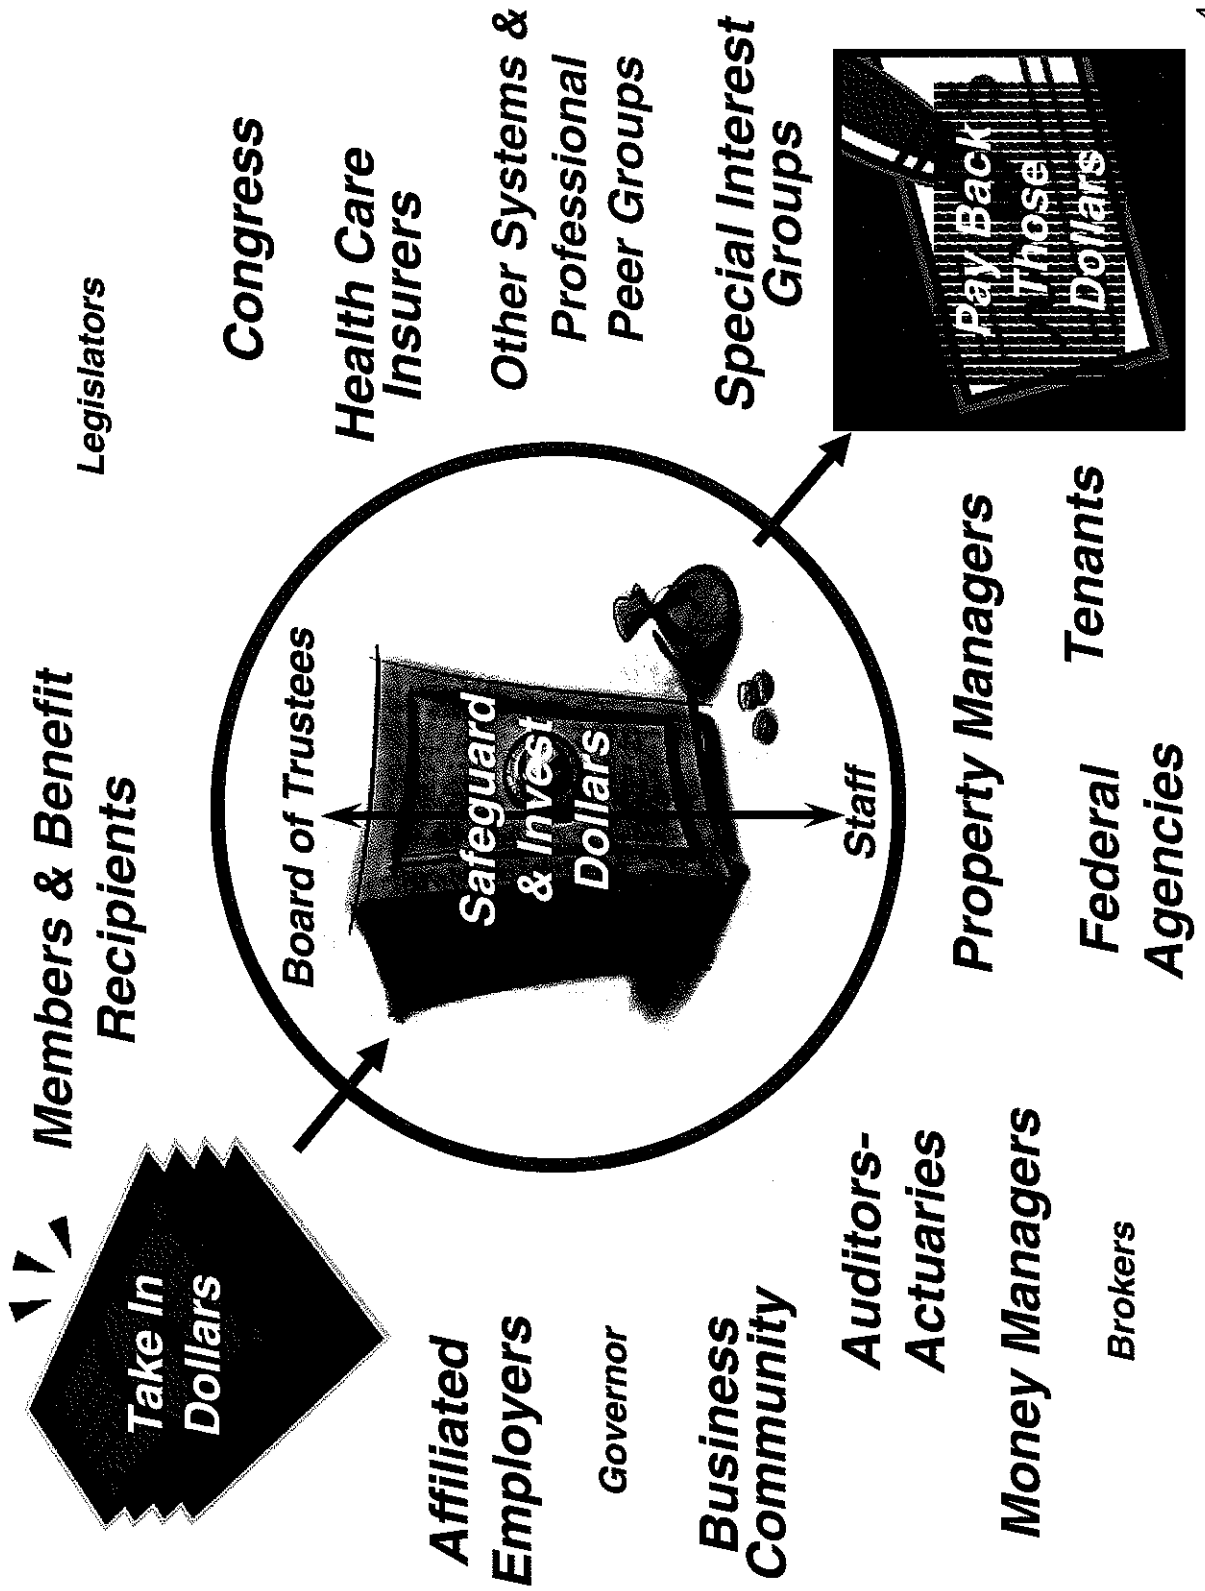 Take In
Dollars
Members & Benefit
Recipients
Legislators
Congress
Health Care
Insurers
Other Systems &
Professional
Peer Groups
Special Interest
Groups
Board of Trustees
Safeguard
& Invest
Dollars
Staff
Affiliated
Employers
Governor
Business
Community
Auditors-
Actuaries
Money Managers
Brokers
Property Managers
Federal
Agencies
Tenants
Pay Back
Those
Dollars